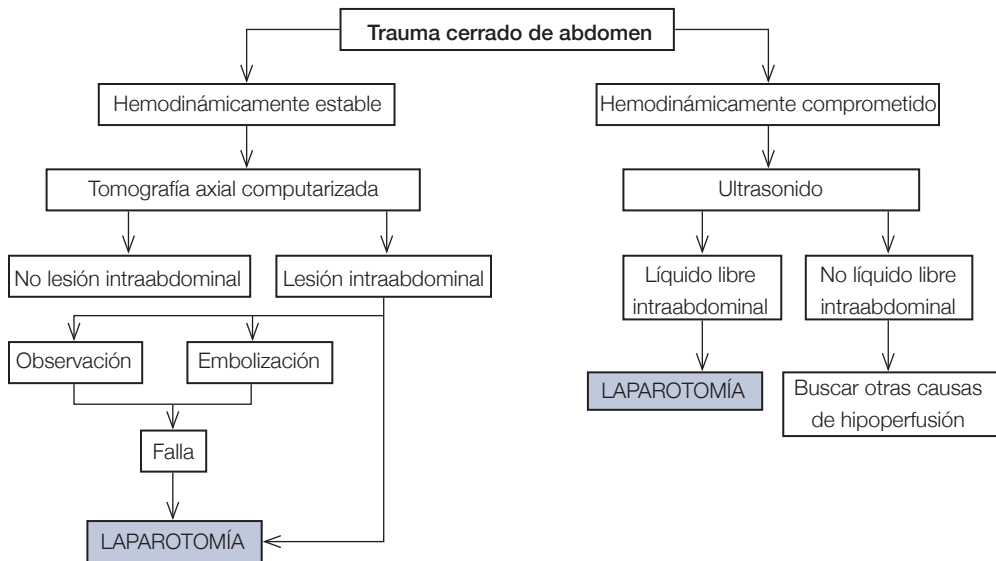 Trauma cerrado de abdomen
Hemodinámicamente estable
Hemodinámicamente comprometido
Tomografía axial computarizada
Ultrasonido
No lesión intraabdominal
Lesión intraabdominal
Líquido libre
intraabdominal
No líquido libre
intraabdominal
Observación
Embolización
LAPAROTOMÍA
Buscar otras causas
de hipoperfusión
Falla
LAPAROTOMÍA